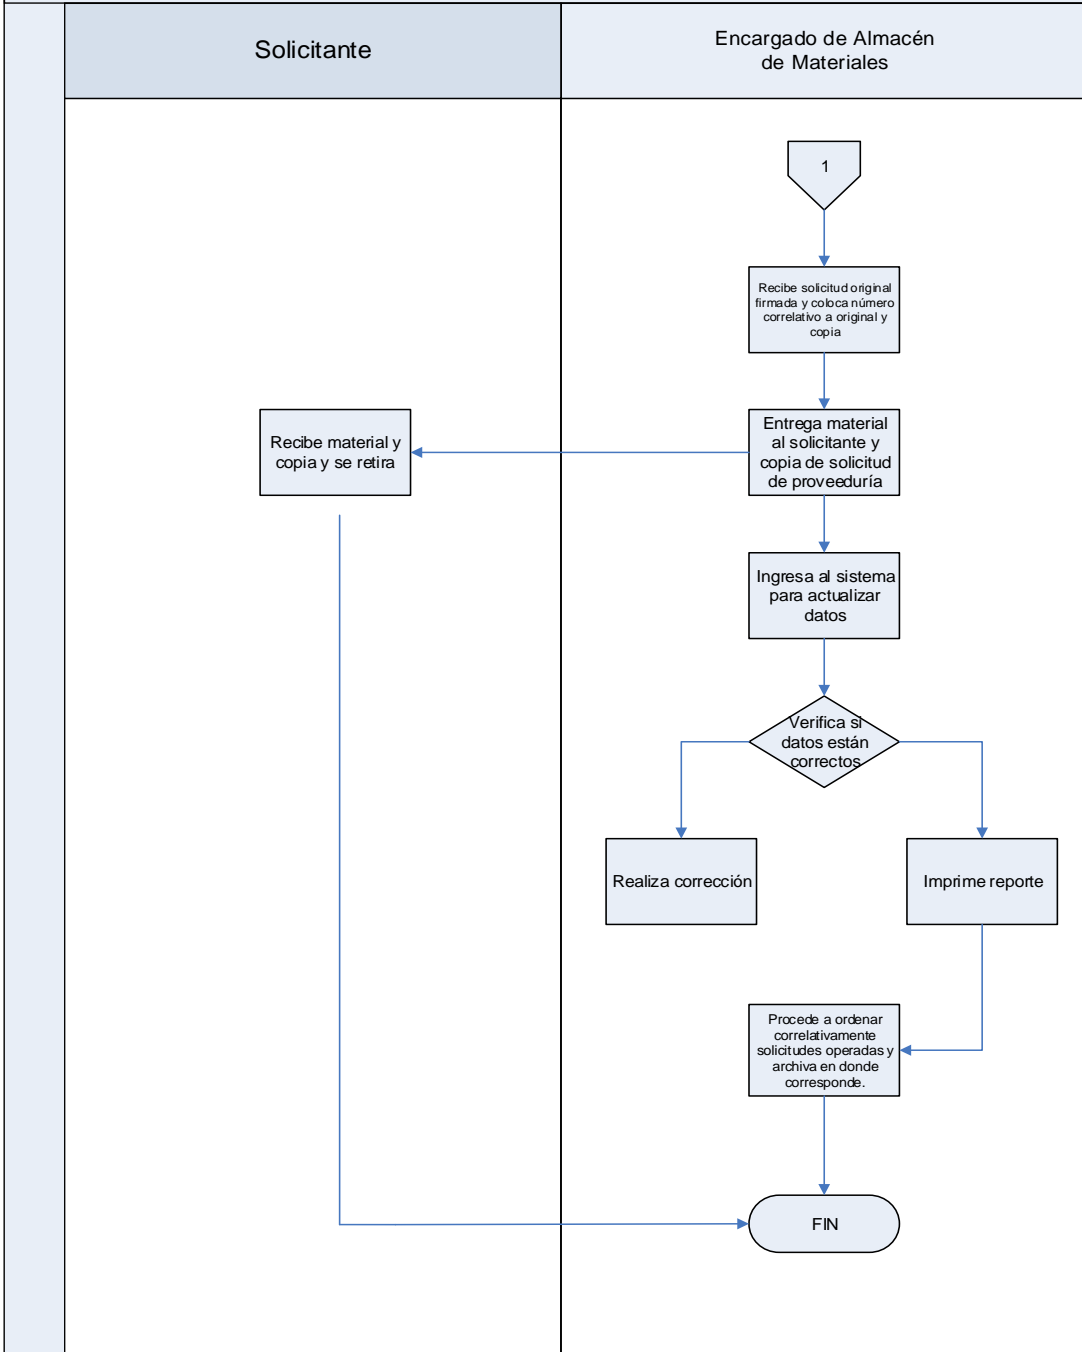 Solicitante
Encargado de Almacén
de Materiales
1
Recibe solicitud original
firmada y coloca número
correlativo a original y
copia
Recibe material y
copia y se retira
Entrega material
al solicitante y
copia de solicitud
de proveeduría
Ingresa al sistema
para actualizar
datos
Verifica si
datos están
correctos
Realiza corrección
Imprime reporte
Procede a ordenar
correlativamente
solicitudes operadas y
archiva en donde
corresponde.
FIN